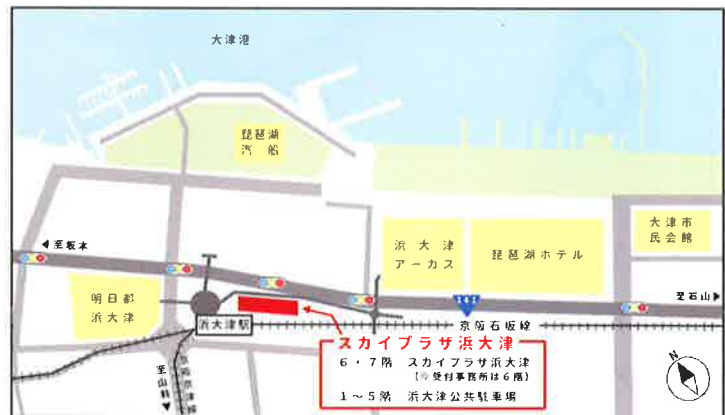 大津港
琵琶湖
汽船
大津市
民会館
浜大津
アーカス
琵琶湖ホテル
至坂本
明日都
浜大津
至石山
浜大津駅
京阪石坂線
至山科
京阪京津線
スカイプラザ浜大津
6・7階 スカイプラザ浜大津
(※受付事務所は6階)
1～5階 浜大津公共駐車場
N